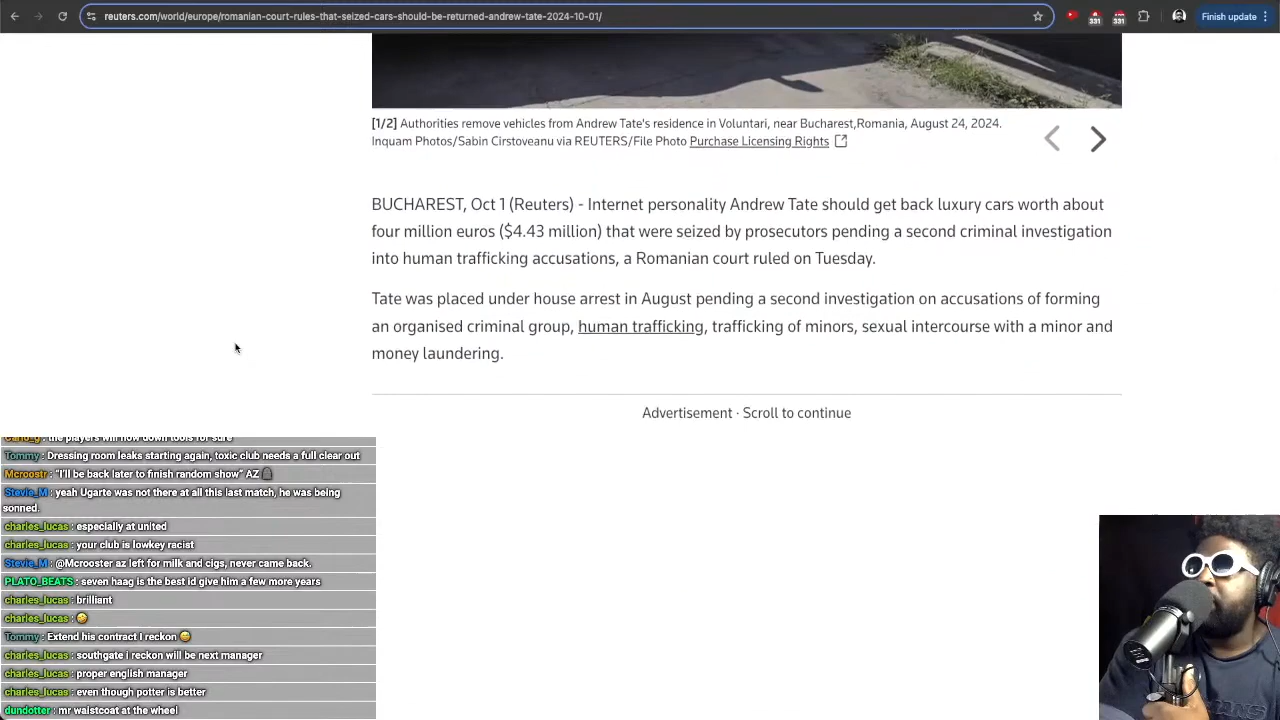 reuters.com/world/europe/romanian-court-rules-that-seized-cars-should-be-returned-andrew-tate-2024-10-01/
331
331
Finish update
[1/2] Authorities remove vehicles from Andrew Tate's residence in Voluntari, near Bucharest,Romania, August 24, 2024.
Inquam Photos/Sabin Cirstoveanu via REUTERS/File Photo Purchase Licensing Rights
BUCHAREST, Oct 1 (Reuters) - Internet personality Andrew Tate should get back luxury cars worth about
four million euros ($4.43 million) that were seized by prosecutors pending a second criminal investigation
into human trafficking accusations, a Romanian court ruled on Tuesday.
Tate was placed under house arrest in August pending a second investigation on accusations of forming
an organised criminal group, human trafficking, trafficking of minors, sexual intercourse with a minor and
money laundering.
Advertisement · Scroll to continue
the players will now down tools for sure
Tommy : Dressing room leaks starting again, toxic club needs a full clear out
Mcroostr : "I'll be back later to finish random show" AZ
Stevie_M : yeah Ugarte was not there at all this last match, he was being
sonned.
charles_lucas : especially at united
charles_lucas : your club is lowkey racist
Stevie_M : @Mcrooster az left for milk and cigs, never came back.
PLATO_BEATS : seven haag is the best id give him a few more years
charles_lucas : brilliant
charles_lucas : 🤣
Tommy : Extend his contract I reckon 😅
charles_lucas : southgate i reckon will be next manager
charles_lucas : proper english manager
charles_lucas : even though potter is better
dundotter : mr waistcoat at the wheel